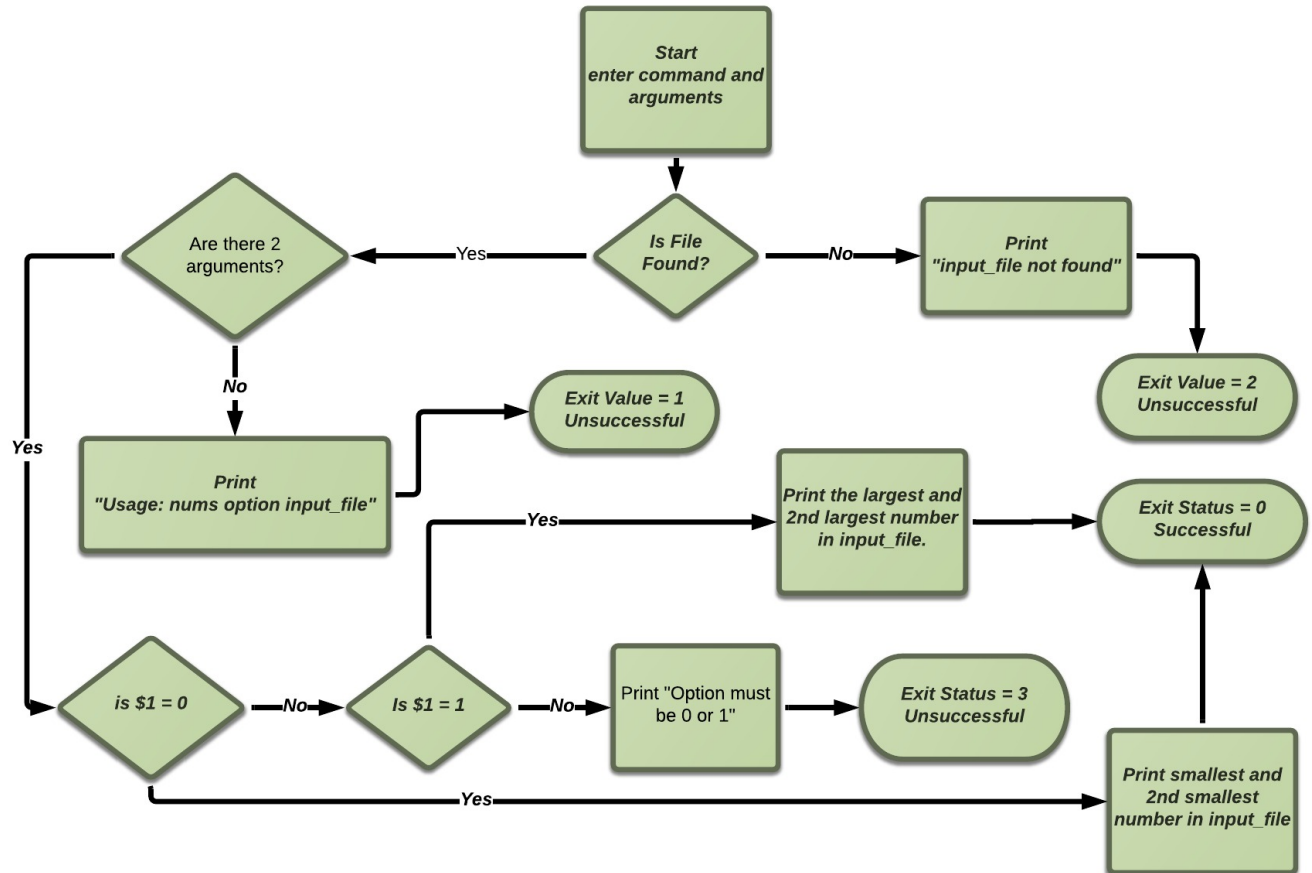 Start
enter command and
arguments
Is File
Found?
Yes
No
Are there 2
arguments?
Print
"input_file not found"
Exit Value = 2
Unsuccessful
No
Yes
Print
"Usage: nums option input_file"
Exit Value = 1
Unsuccessful
is $1 = 0
No
Is $1 = 1
Yes
Print the largest and
2nd largest number
in input_file.
Exit Status = 0
Successful
No
Print "Option must
be 0 or 1"
Exit Status = 3
Unsuccessful
Yes
Print smallest and
2nd smallest
number in input_file